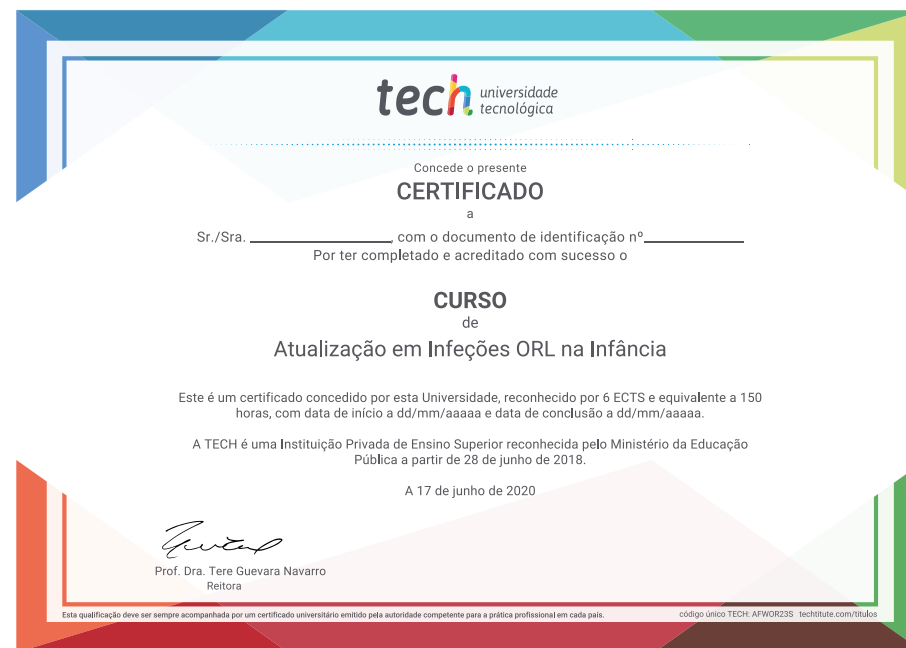 tech universidade
tecnológica
Concede o presente
CERTIFICADO
a
Sr./Sra. ____________________, com o documento de identificação nº______________
Por ter completado e acreditado com sucesso o
CURSO
de
Atualização em Infeções ORL na Infância
Este é um certificado concedido por esta Universidade, reconhecido por 6 ECTS e equivalente a 150
horas, com data de início a dd/mm/aaaaa e data de conclusão a dd/mm/aaaaa.
A TECH é uma Instituição Privada de Ensino Superior reconhecida pelo Ministério da Educação
Pública a partir de 28 de junho de 2018.
A 17 de junho de 2020
Prof. Dra. Tere Guevara Navarro
Reitora
Esta qualificação deve ser sempre acompanhada por um certificado universitário emitido pela autoridade competente para a prática profissional em cada país. código único TECH: AFWOR23S techtitute.com/titulos